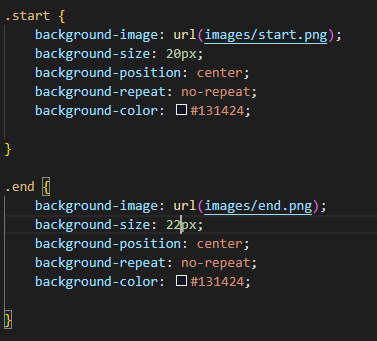 .start {
background-image: url(images/start.png);
background-size: 20px;
background-position: center;
background-repeat: no-repeat;
background-color: #131424;
}
.end {
background-image: url(images/end.png);
background-size: 22px;
background-position: center;
background-repeat: no-repeat;
background-color: #131424;
}